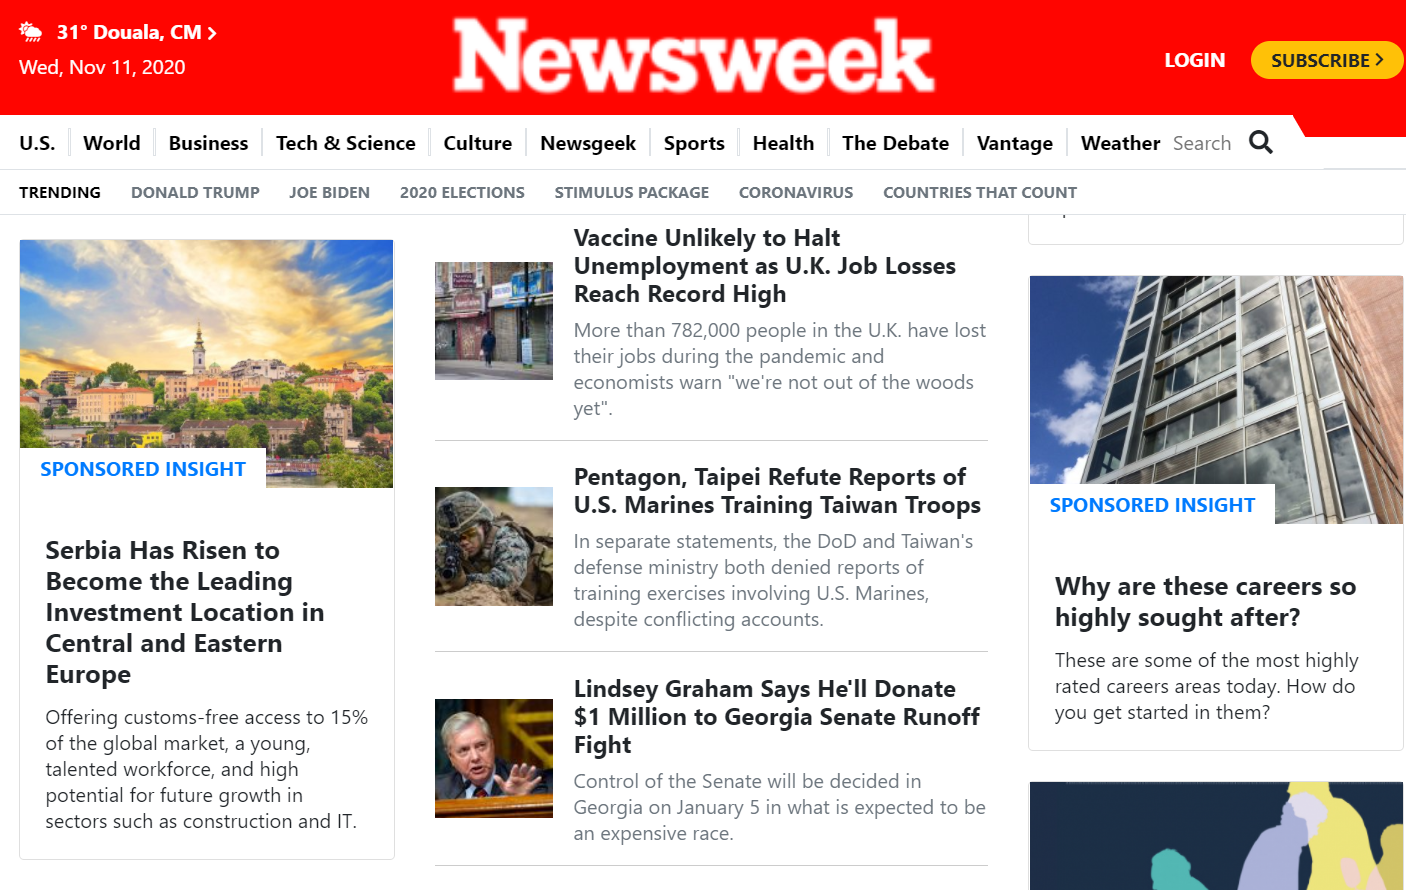 31° Douala, CM
Wed, Nov 11, 2020
Newsweek
LOGIN
SUBSCRIBE
U.S.
World
Business
Tech & Science
Culture
Newsgeek
Sports
Health
The Debate
Vantage
Weather
Search
TRENDING
DONALD TRUMP
JOE BIDEN
2020 ELECTIONS
STIMULUS PACKAGE
CORONAVIRUS
COUNTRIES THAT COUNT
SPONSORED INSIGHT
Serbia Has Risen to
Become the Leading
Investment Location in
Central and Eastern
Europe
Offering customs-free access to 15%
of the global market, a young,
talented workforce, and high
potential for future growth in
sectors such as construction and IT.
Vaccine Unlikely to Halt
Unemployment as U.K. Job Losses
Reach Record High
More than 782,000 people in the U.K. have lost
their jobs during the pandemic and
economists warn "we're not out of the woods
yet".
Pentagon, Taipei Refute Reports of
U.S. Marines Training Taiwan Troops
In separate statements, the DoD and Taiwan's
defense ministry both denied reports of
training exercises involving U.S. Marines,
despite conflicting accounts.
Lindsey Graham Says He'll Donate
$1 Million to Georgia Senate Runoff
Fight
Control of the Senate will be decided in
Georgia on January 5 in what is expected to be
an expensive race.
SPONSORED INSIGHT
Why are these careers so
highly sought after?
These are some of the most highly
rated careers areas today. How do
you get started in them?